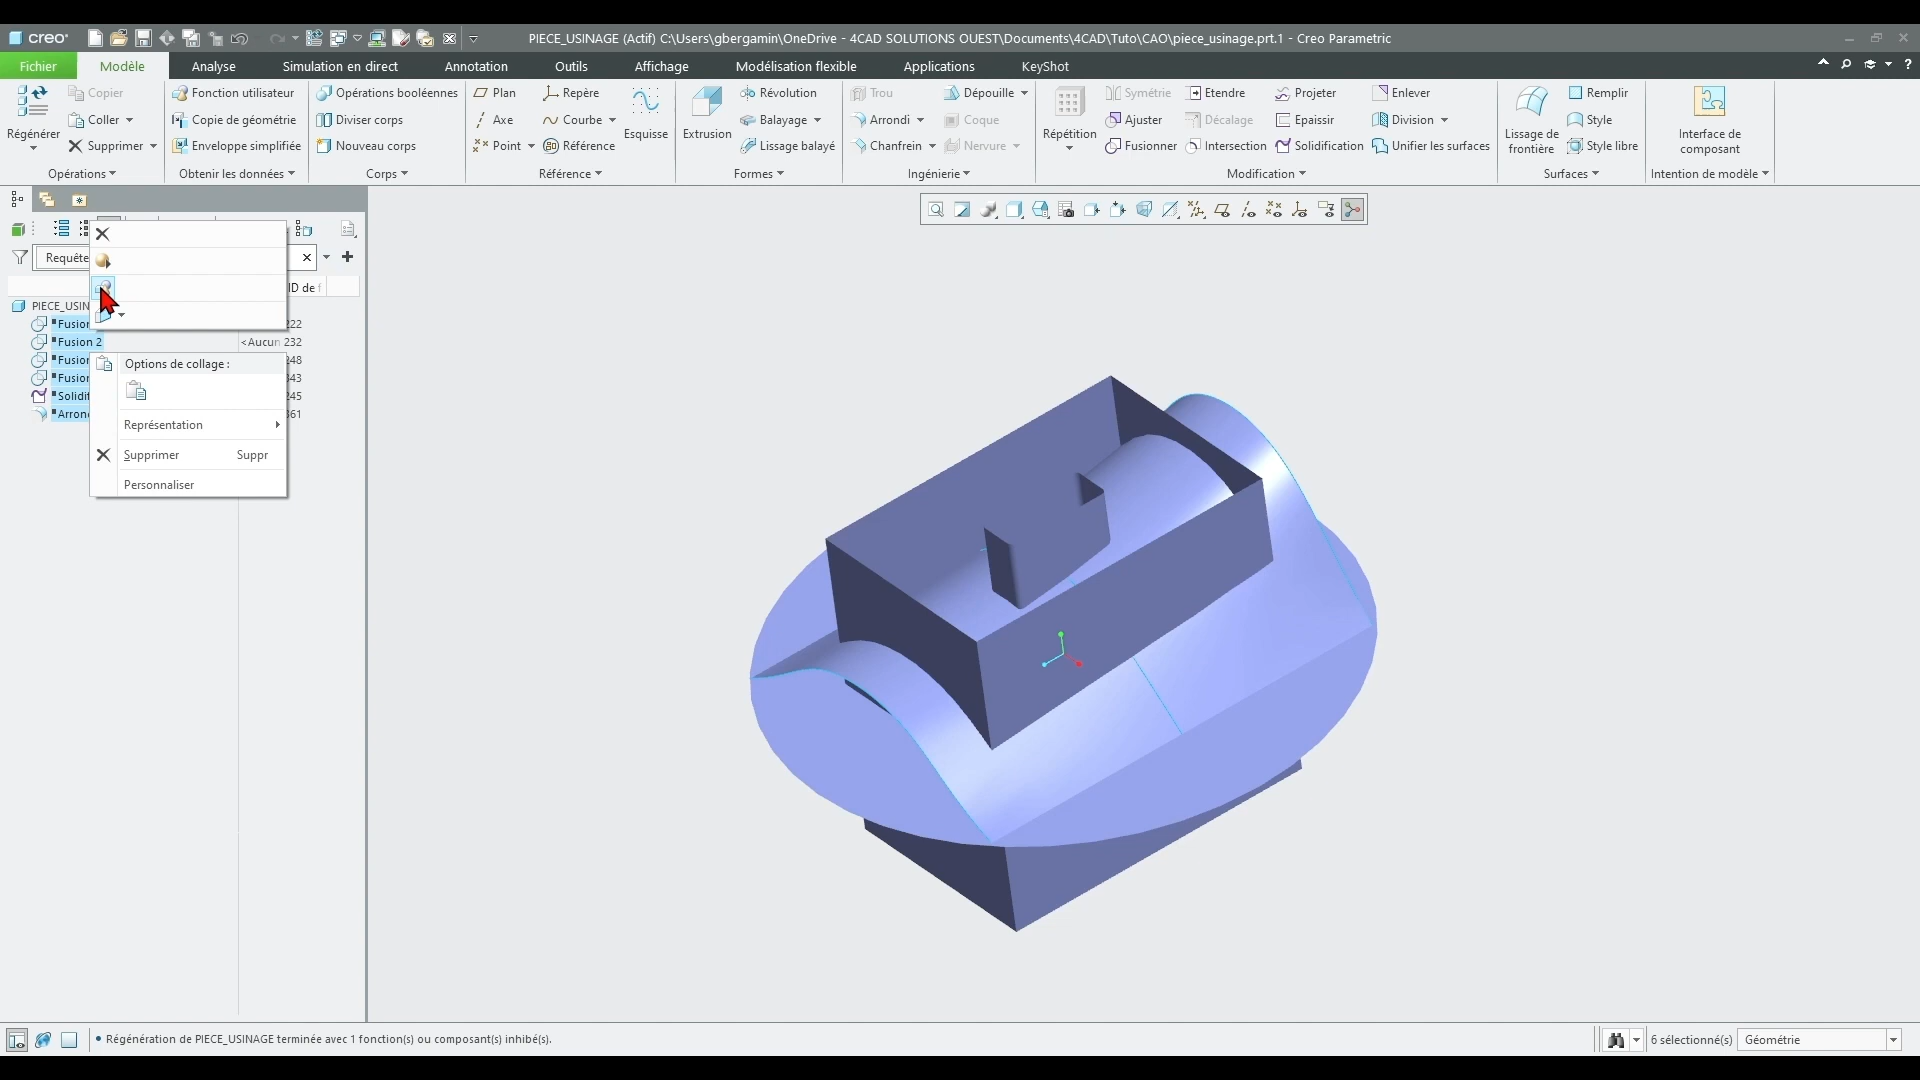 creo®
PIECE_USINAGE (Actif) C:\Users\gbergamin\OneDrive - 4CAD SOLUTIONS OUEST\Documents\4CAD\Tuto\CAO\piece_usinage.prt.1 - Creo Parametric
Fichier Modèle Analyse Simulation en direct Annotation Outils Affichage Modélisation flexible Applications KeyShot
Copier Fonction utilisateur Opérations booléennes Plan Repère Révolution Trou Dépouille Symétrie Etendre Projeter Enlever Remplir
Coller Copie de géométrie Diviser corps Axe Courbe Balayage Arrondi Coque Ajuster Décalage Epaissir Division Style
Régénérer Esquisse Extrusion Répétition Lissage de frontière Interface de composant
Supprimer Enveloppe simplifiée Nouveau corps Point Référence Lissage balayé Chanfrein Nervure Fusionner Intersection Solidification Unifier les surfaces Style libre
Opérations Obtenir les données Corps Référence Formes Ingénierie Modification Surfaces Intention de modèle
Requête
ID de f
PIECE_USIN
Fusion 222
Fusion 2 <Aucun 232
Fusion 248
Options de collage :
Fusion 343
Solidif 245
Arron 361
Représentation
Supprimer Suppr
Personnaliser
Régénération de PIECE_USINAGE terminée avec 1 fonction(s) ou composant(s) inhibé(s).
6 sélectionné(s) Géométrie